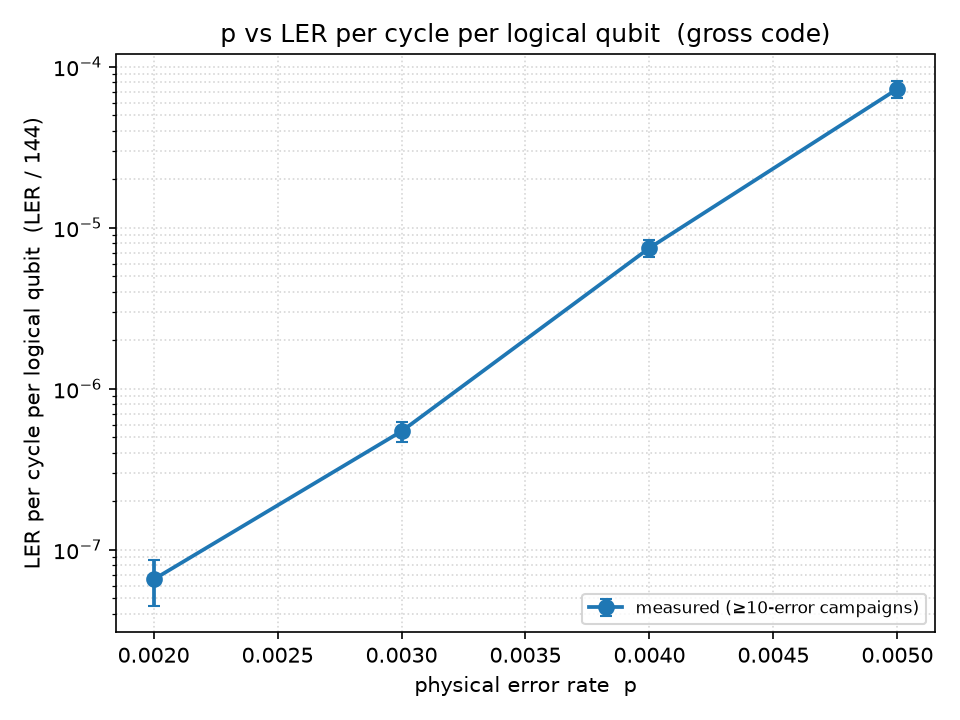 p vs LER per cycle per logical qubit  (gross code)
LER per cycle per logical qubit  (LER / 144)
10⁻⁴
10⁻⁵
10⁻⁶
10⁻⁷
measured (≥10-error campaigns)
0.0020 0.0025 0.0030 0.0035 0.0040 0.0045 0.0050
physical error rate  p